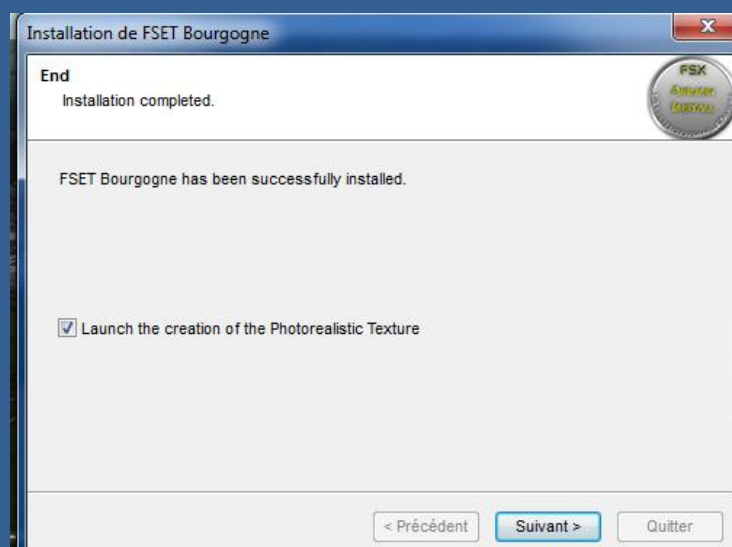 Installation de FSET Bourgogne
End
Installation completed.
FSX
FSET Bourgogne has been successfully installed.
Launch the creation of the Photorealistic Texture
< Précédent
Suivant >
Quitter